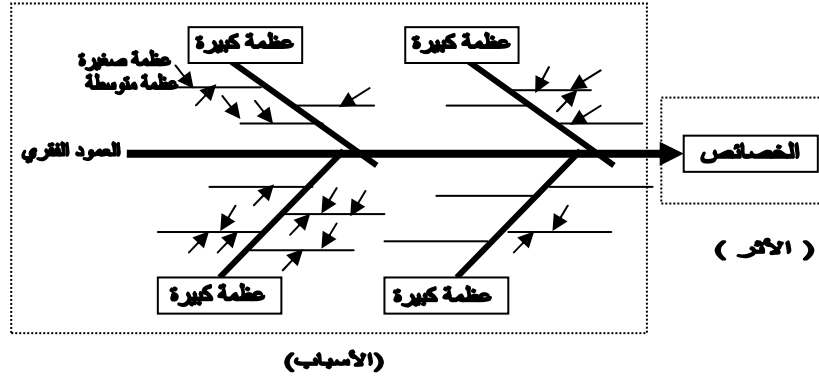 عظمة كبيرة
عظمة كبيرة
عظمة صغيرة
عظمة متوسطة
العمود الفقري
الخصائص
( الأثر )
عظمة كبيرة
عظمة كبيرة
(الأسباب)